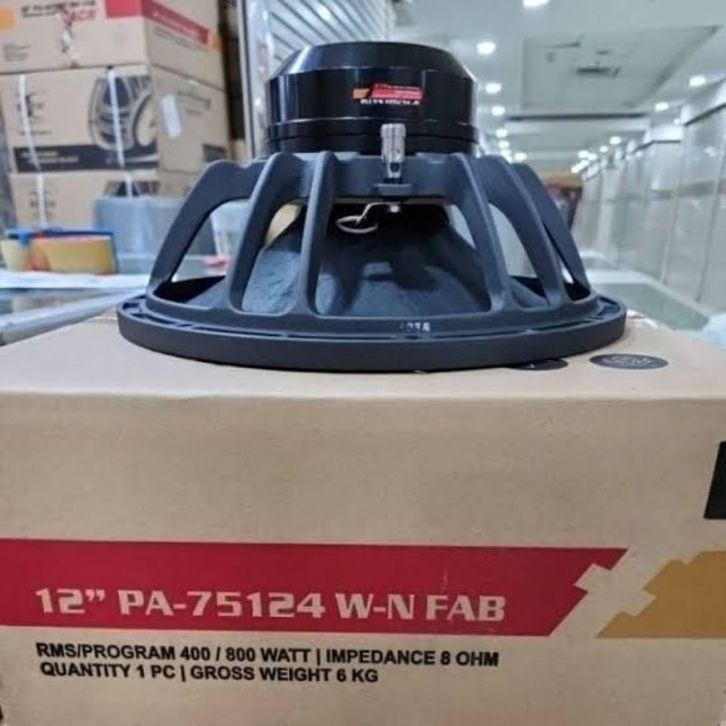 12” PA-75124 W-N FAB
RMS/PROGRAM 400 / 800 WATT | IMPEDANCE 8 OHM
QUANTITY 1 PC | GROSS WEIGHT 6 KG